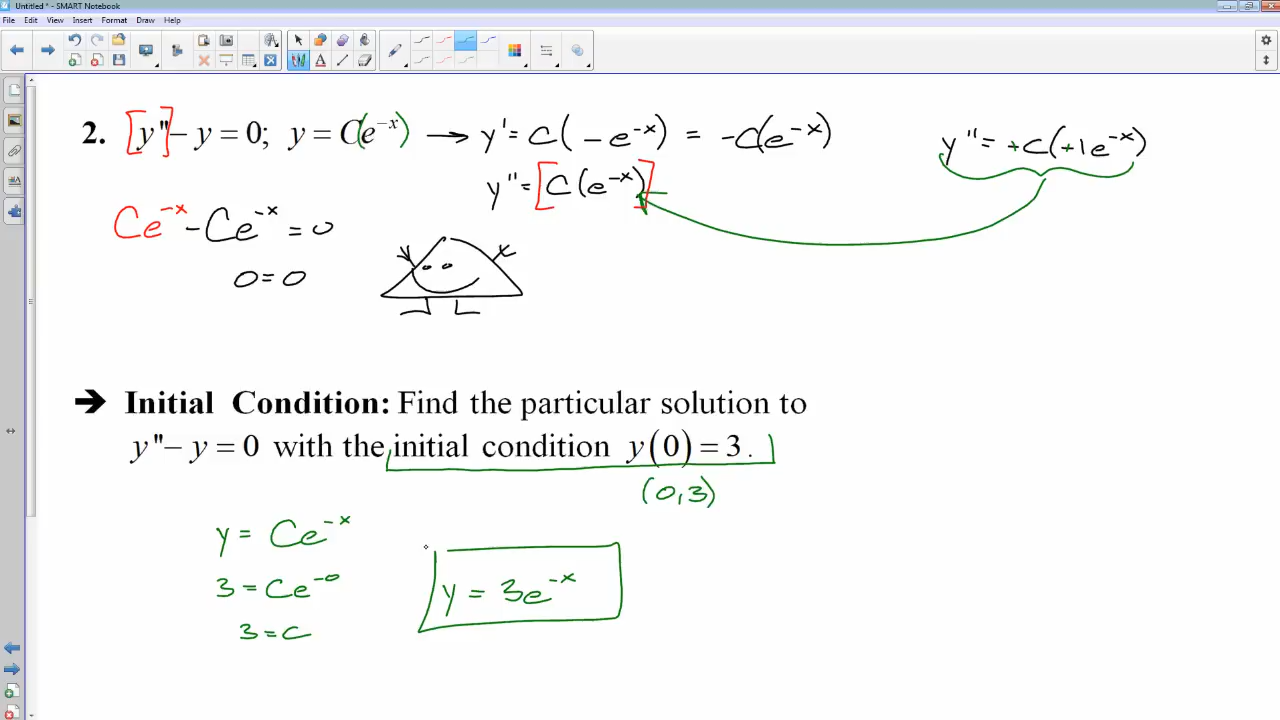 Untitled * - SMART Notebook
File Edit View Insert Format Draw Help
2. [y"] − y = 0; y = C(e^−x) → y' = C(−e^−x) = −C(e^−x)
y" = +C(+1e^−x)
y" = [C(e^−x)]
Ce^−x − Ce^−x = 0
0 = 0
➔ Initial Condition: Find the particular solution to
y" − y = 0 with the initial condition y(0) = 3.
(0,3)
y = Ce^−x
3 = Ce^−0
3 = C
y = 3e^−x